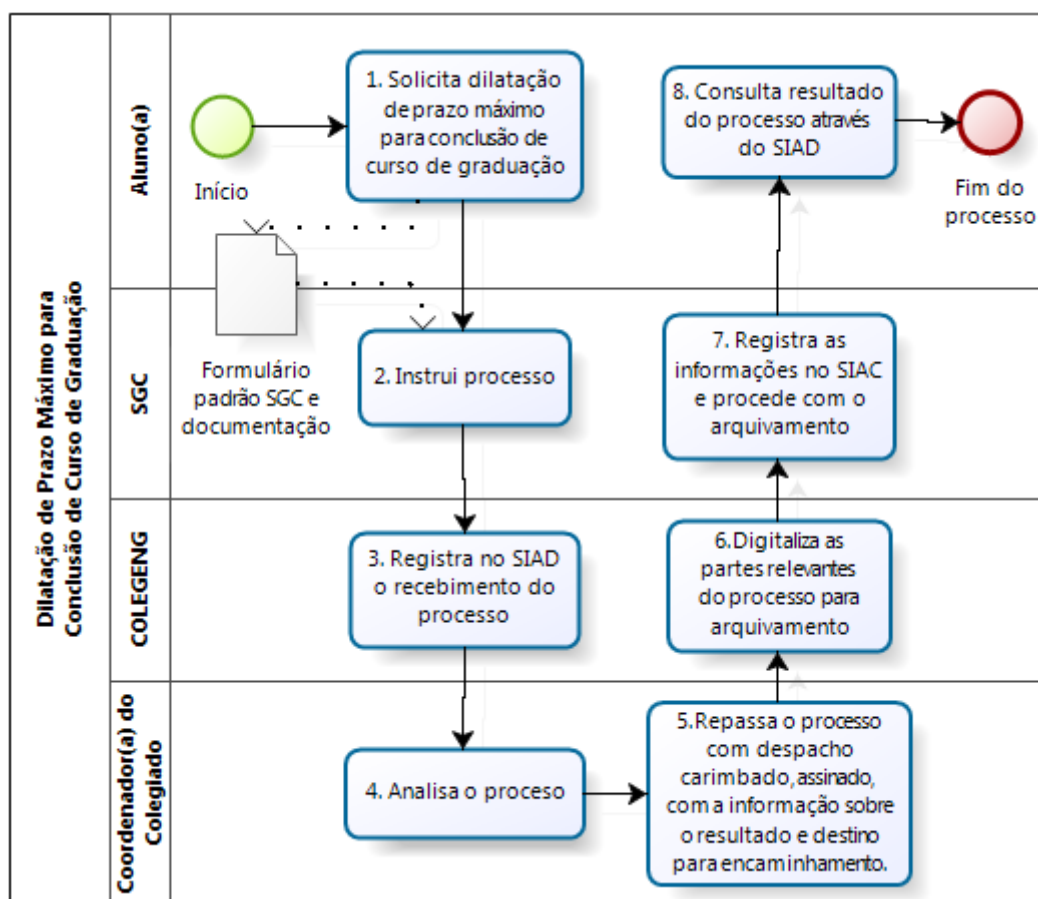 Dilatação de Prazo Máximo para
Conclusão de Curso de Graduação
Aluno(a)
Início
1. Solicita dilatação
de prazo máximo
para conclusão de
curso de graduação
8. Consulta resultado
do processo através
do SIAD
Fim do
processo
Formulário
padrão SGC e
documentação
SGC
2. Instrui processo
7. Registra as
informações no SIAC
e procede com o
arquivamento
COLEGENG
3. Registra no SIAD
o recebimento do
processo
6.Digitaliza as
partes relevantes
do processo para
arquivamento
Coordenador(a) do
Colegiado
4. Analisa o proceso
5.Repassa o processo
com despacho
carimbado, assinado,
com a informação sobre
o resultado e destino
para encaminhamento.